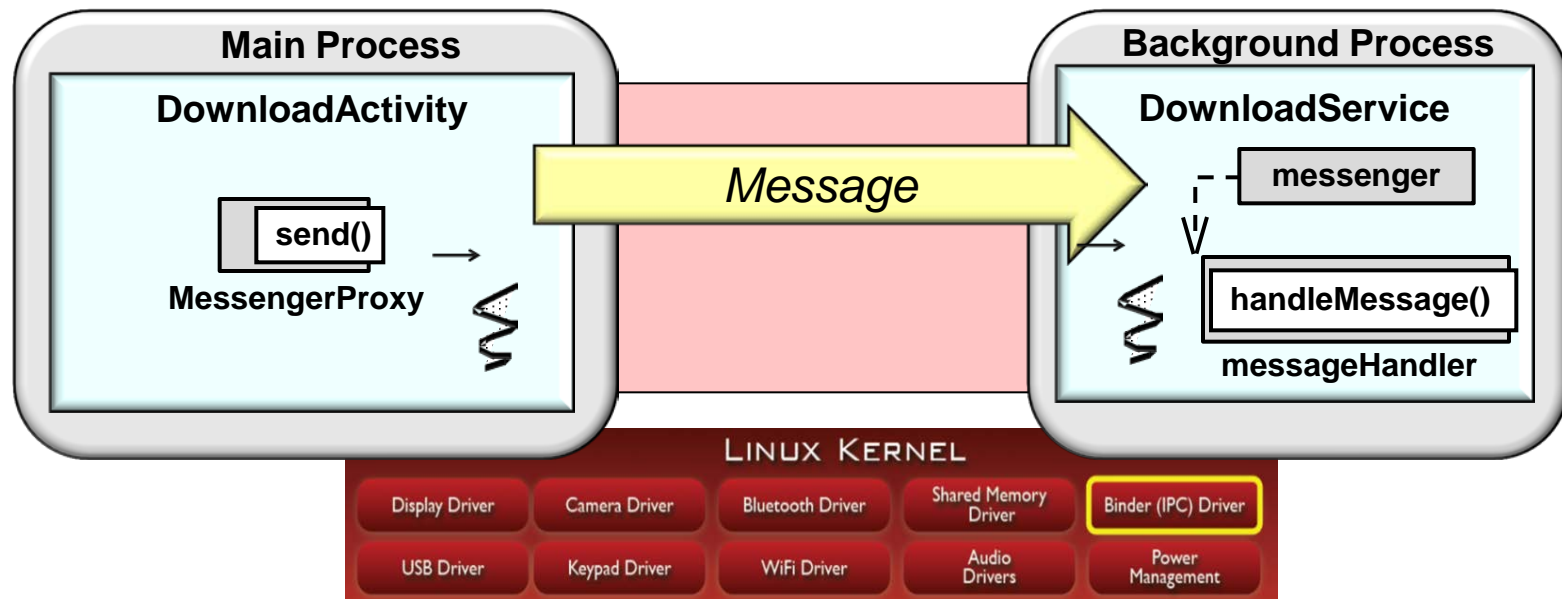 Main Process
DownloadActivity
send()
MessengerProxy
Message
Background Process
DownloadService
messenger
handleMessage()
messageHandler
LINUX KERNEL
Display Driver
Camera Driver
Bluetooth Driver
Shared Memory
Driver
Binder (IPC) Driver
USB Driver
Keypad Driver
WiFi Driver
Audio
Drivers
Power
Management